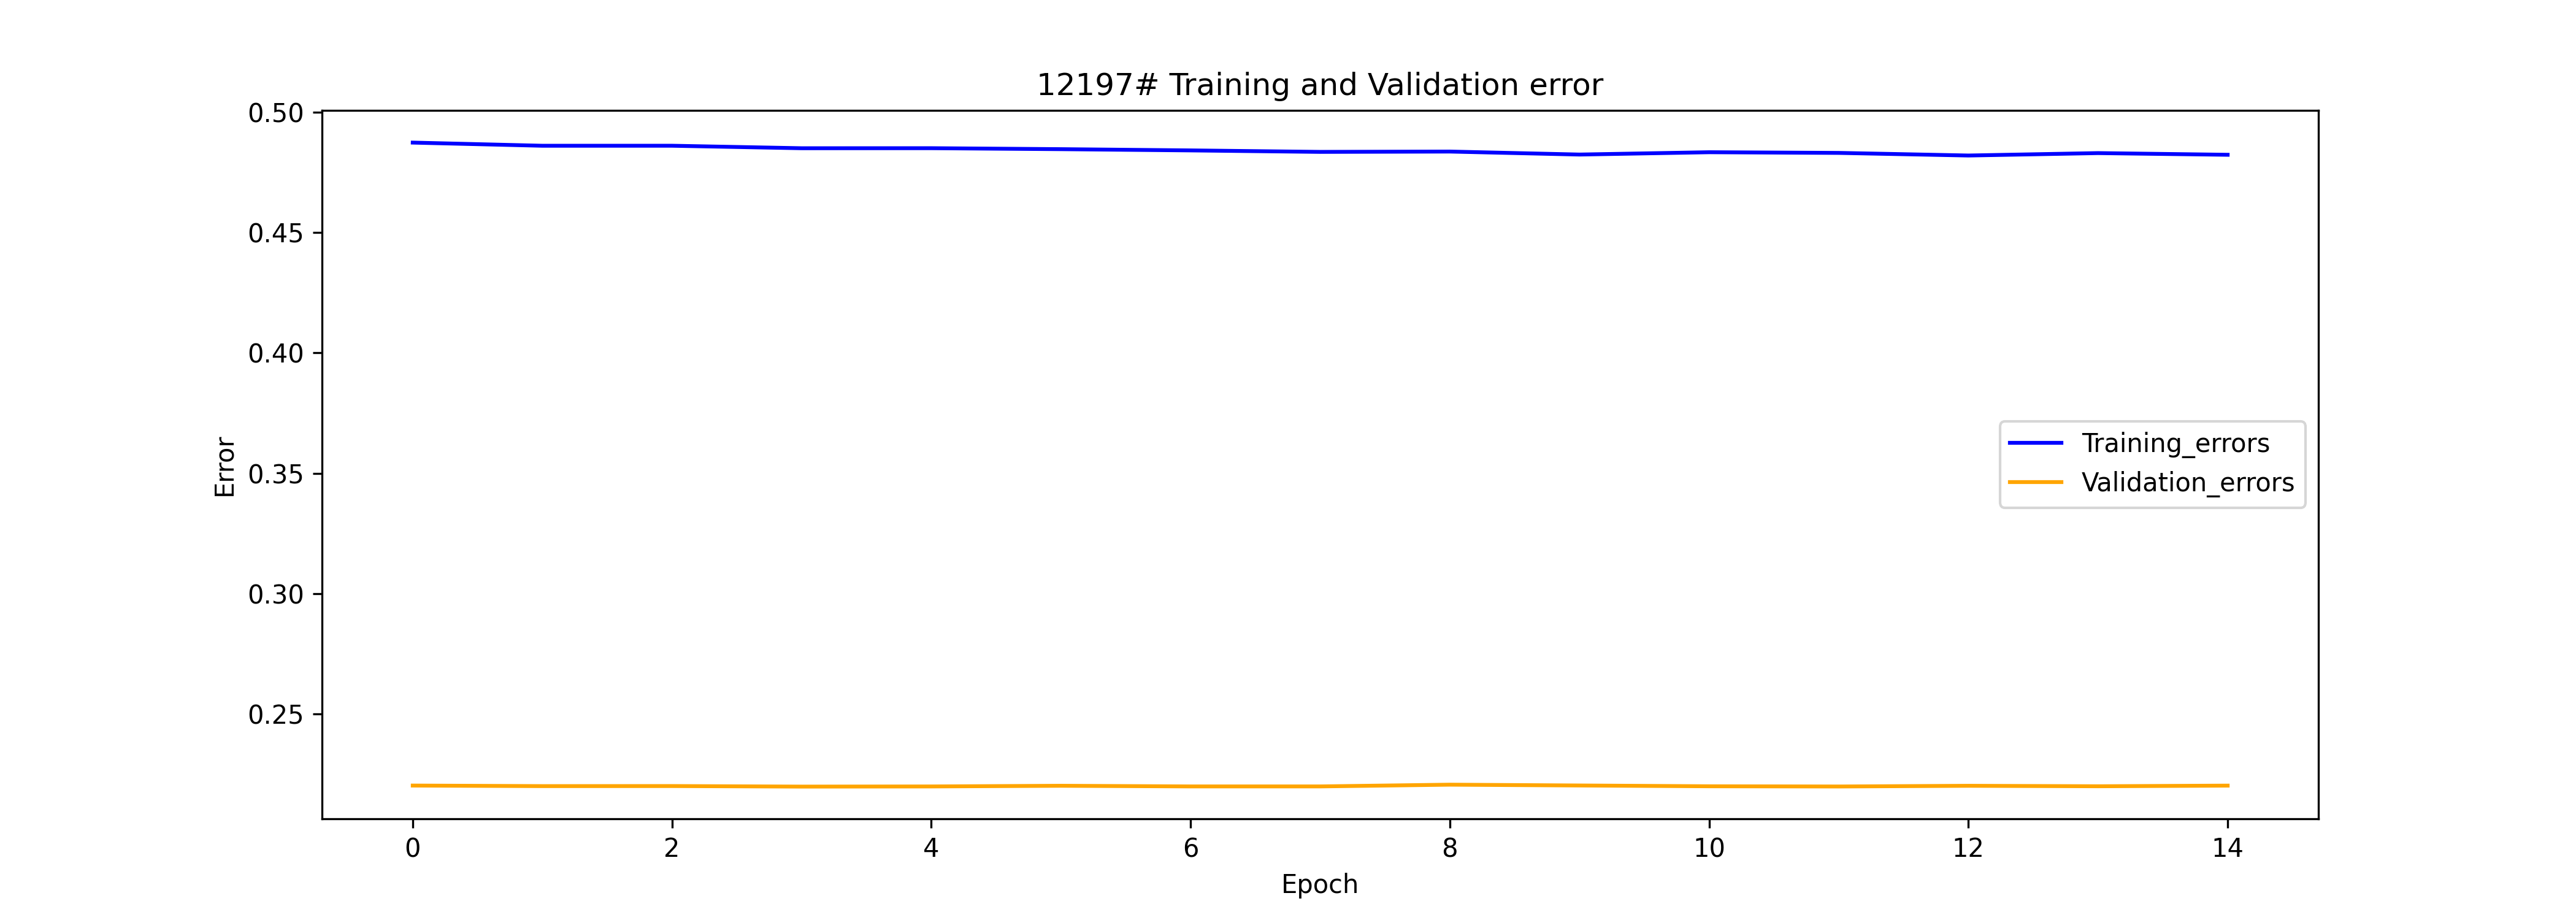 12197# Training and Validation error
0.50
0.45
0.40
0.35
0.30
0.25
Error
Training_errors
Validation_errors
0 2 4 6 8 10 12 14
Epoch